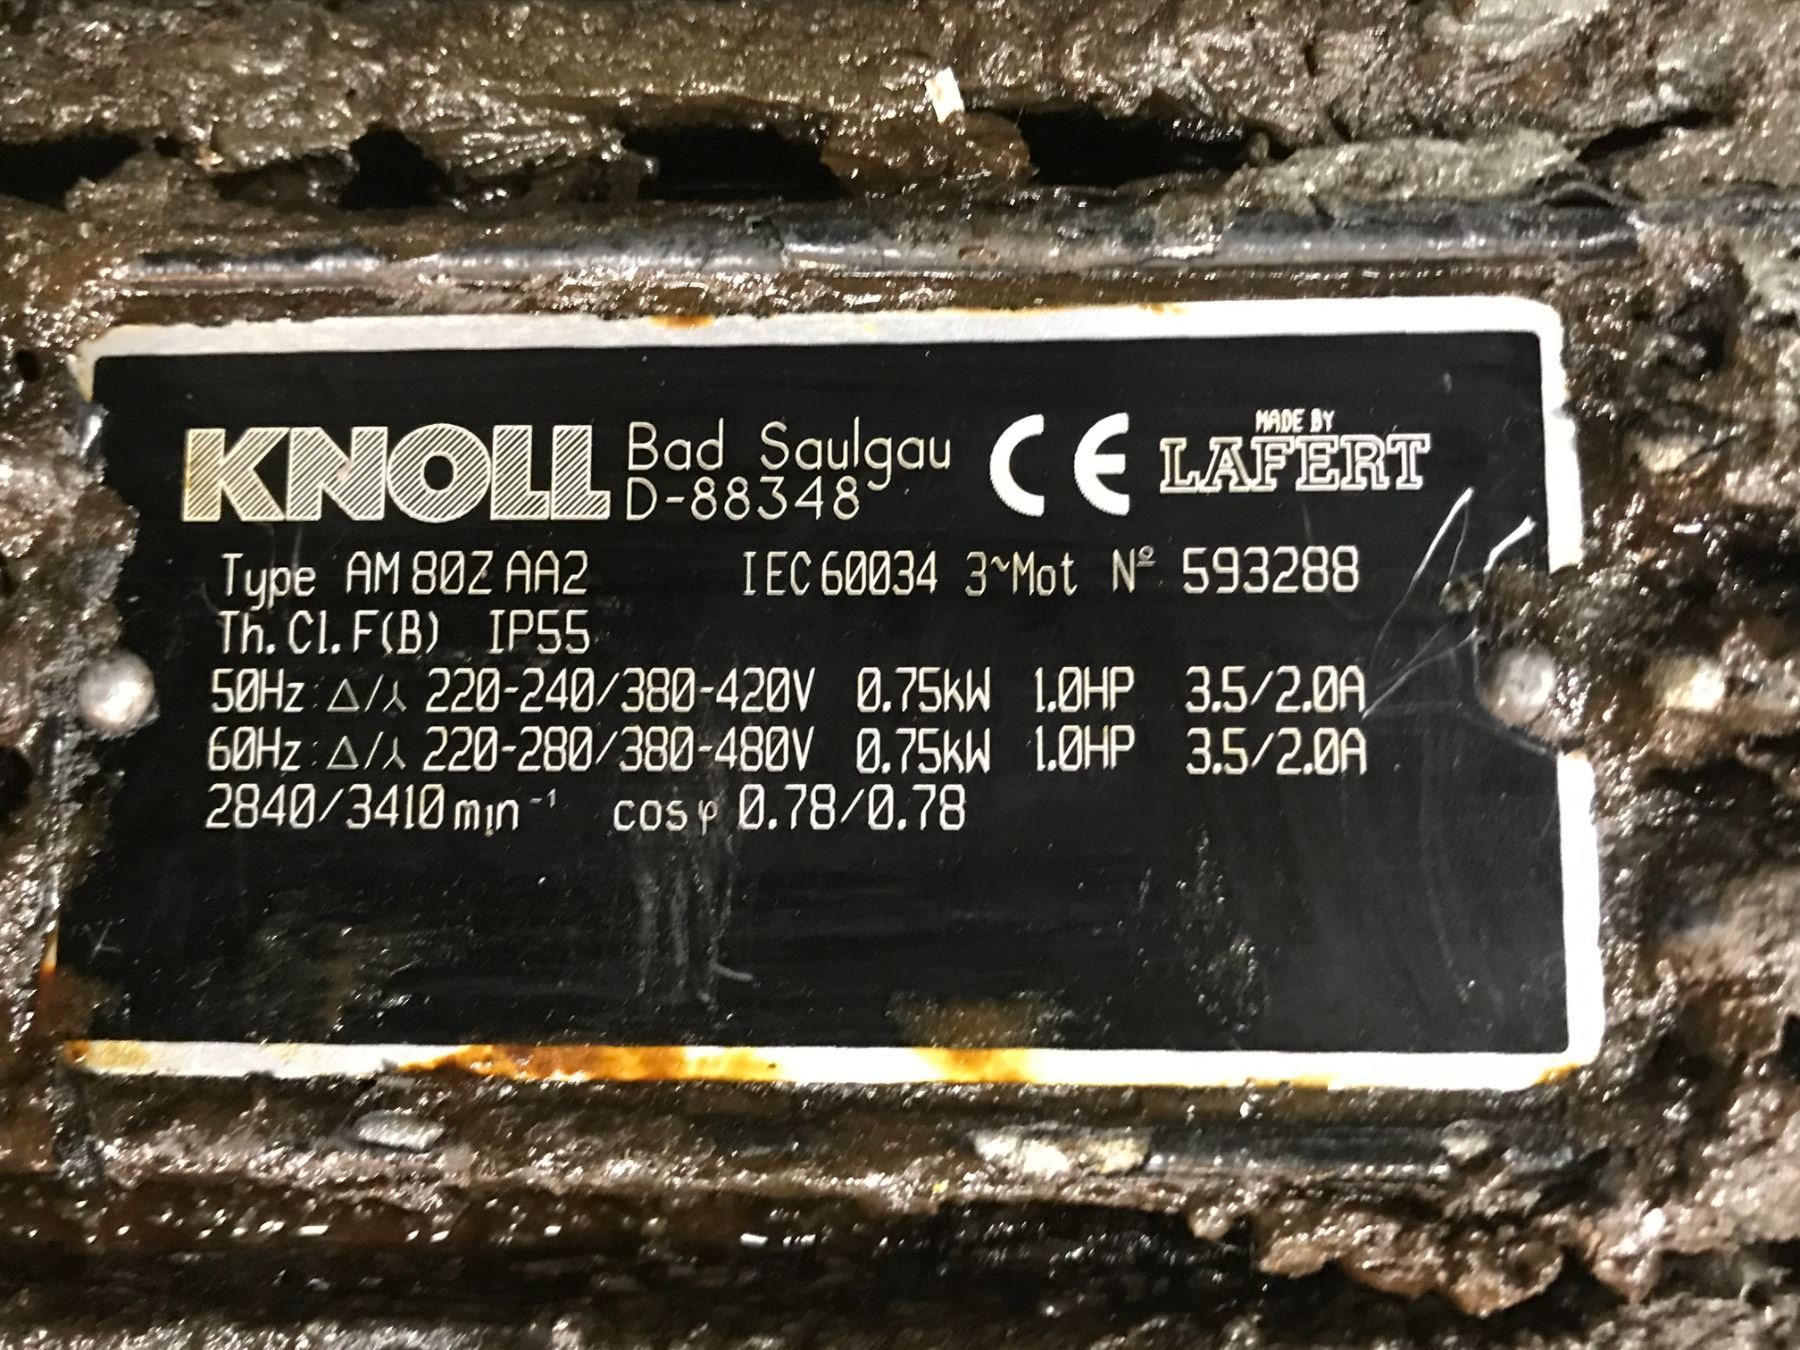 KNOLL Bad Saulgau D-88348 CE MADE BY LAFERT
Type AM 80Z AA2 IEC 60034 3~Mot Nº 593288
Th. Cl. F(B) IP55
50Hz: Δ/⅄ 220-240/380-420V 0.75kW 1.0HP 3.5/2.0A
60Hz: Δ/⅄ 220-280/380-480V 0.75kW 1.0HP 3.5/2.0A
2840/3410 min⁻¹ cos φ 0.78/0.78